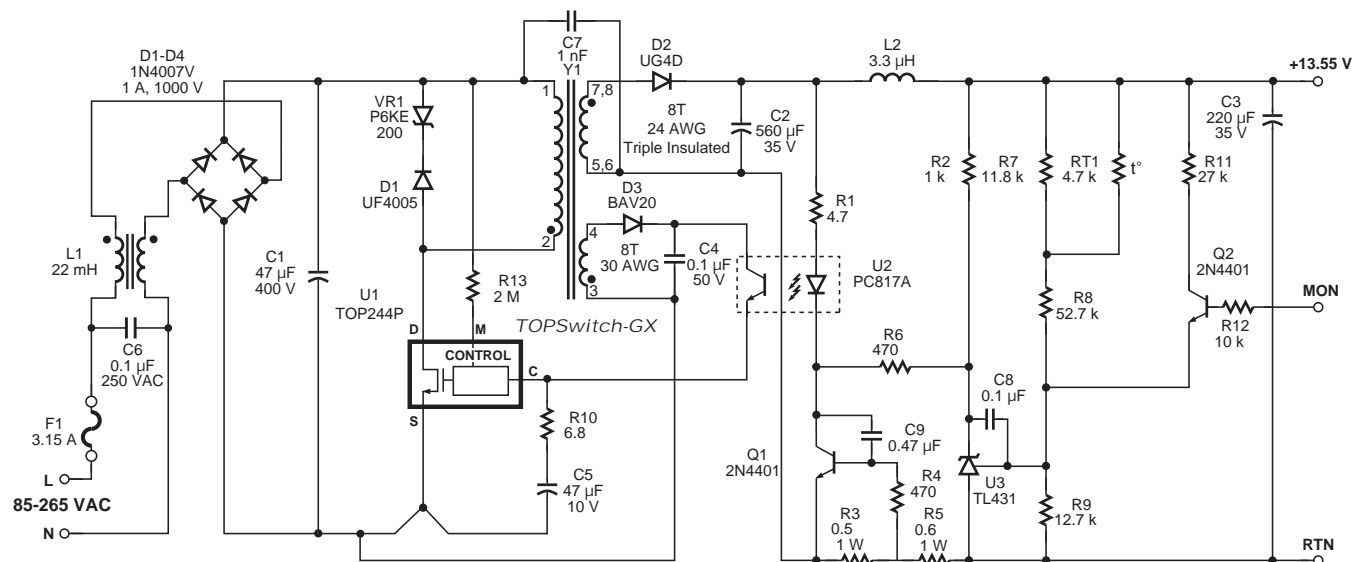 C7
1 nF
Y1
D2
UG4D
L2
3.3 µH
+13.55 V
D1-D4
1N4007V
1 A, 1000 V
VR1
P6KE
200
1
7,8
8T
24 AWG
Triple Insulated
C2
560 µF
35 V
C3
220 µF
35 V
R2
1 k
R7
11.8 k
RT1
4.7 k
t°
R11
27 k
5,6
D1
UF4005
D3
BAV20
R1
4.7
2
4
8T
30 AWG
3
C4
0.1 µF
50 V
Q2
2N4401
L1
22 mH
C1
47 µF
400 V
U1
TOP244P
R13
2 M
U2
PC817A
R8
52.7 k
MON
R12
10 k
TOPSwitch-GX
D
M
CONTROL
C
S
C6
0.1 µF
250 VAC
R6
470
C8
0.1 µF
F1
3.15 A
R10
6.8
C9
0.47 µF
Q1
2N4401
R4
470
U3
TL431
L
85-265 VAC
N
C5
47 µF
10 V
R9
12.7 k
R3
0.5
1 W
R5
0.6
1 W
RTN